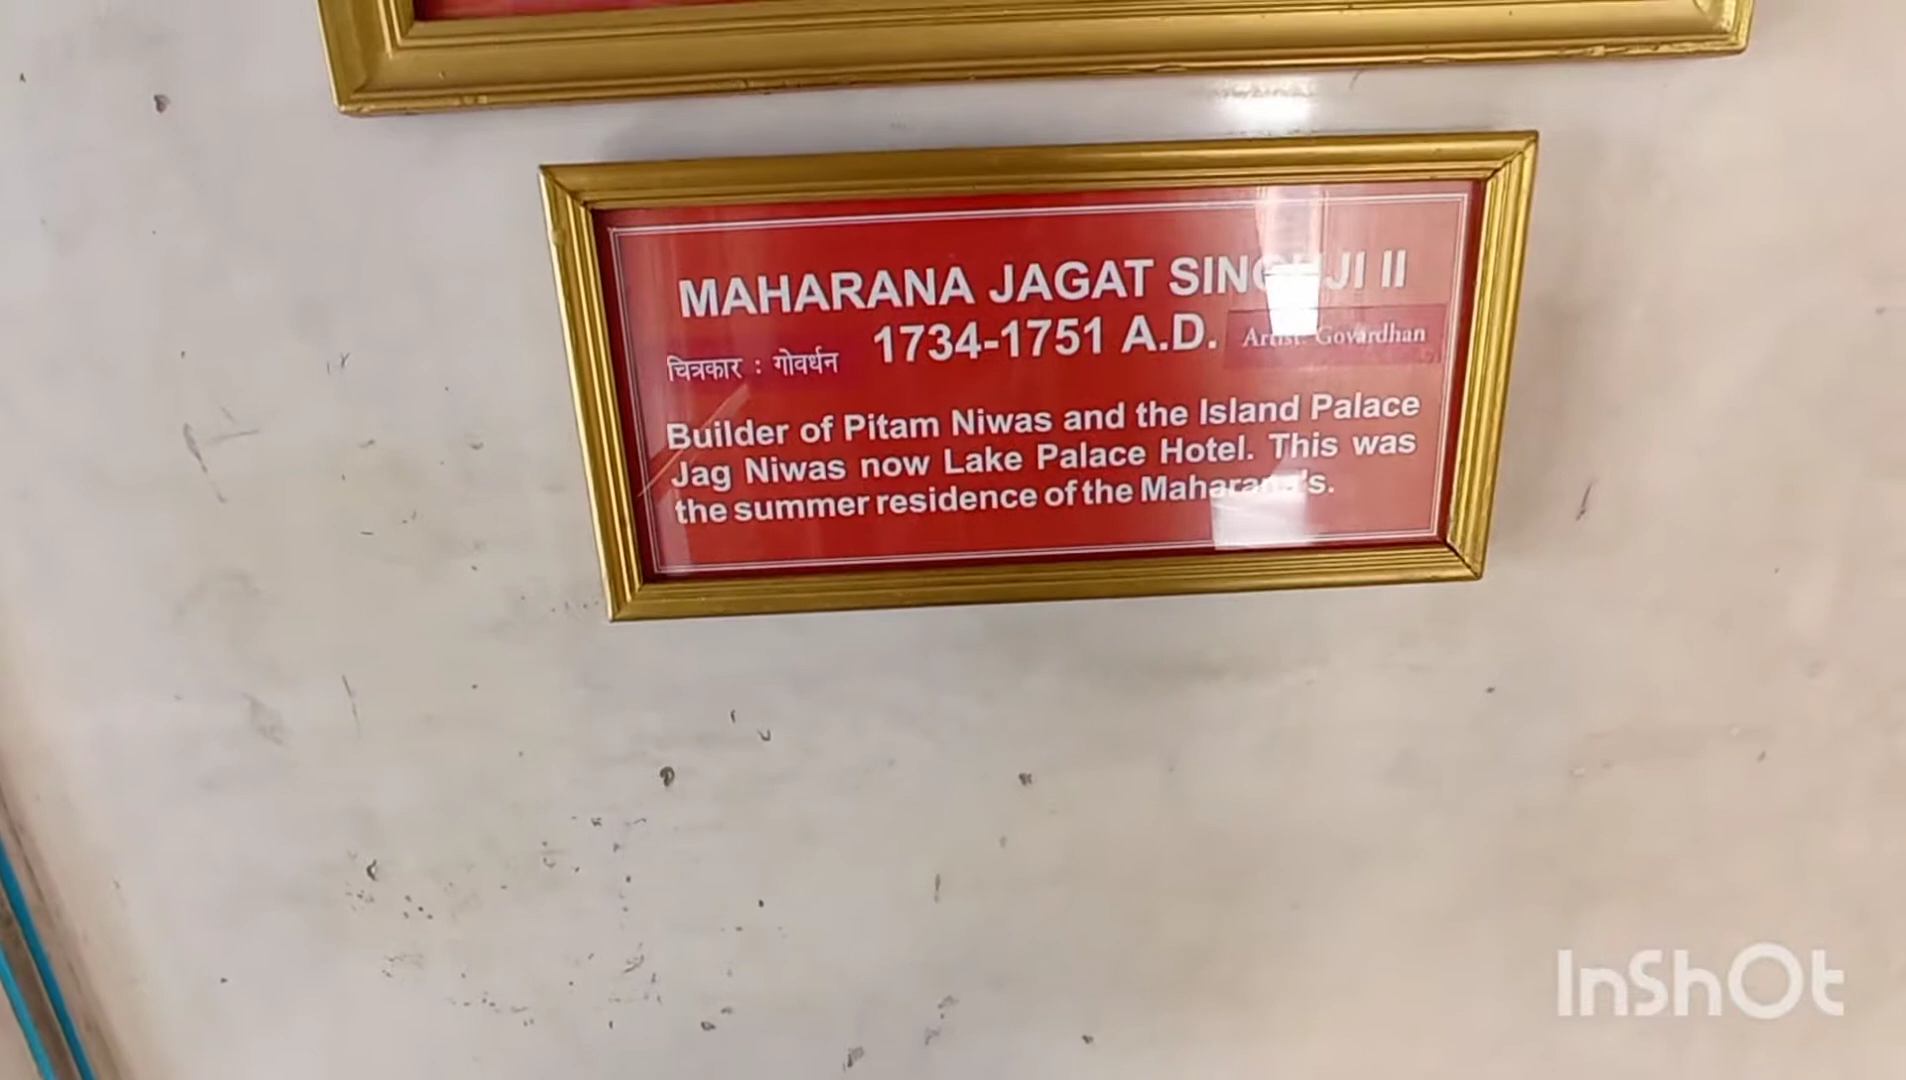 MAHARANA JAGAT SINGHJI II
1734-1751 A.D.
चित्रकार : गोवर्धन
Artist: Govardhan
Builder of Pitam Niwas and the Island Palace
Jag Niwas now Lake Palace Hotel. This was
the summer residence of the Maharana's.
InShOt